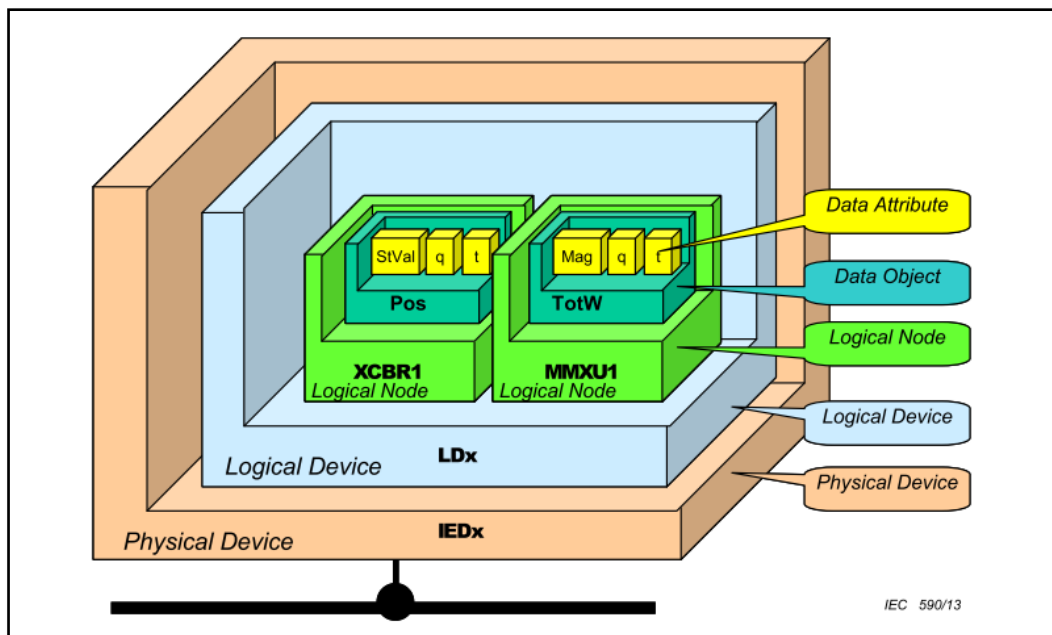 Data Attribute
StVal q t
Mag q t
Data Object
Pos
TotW
Logical Node
XCBR1
MMXU1
Logical Node
Logical Node
Logical Device
LDx
Logical Device
Physical Device
IEDx
Physical Device
IEC 590/13